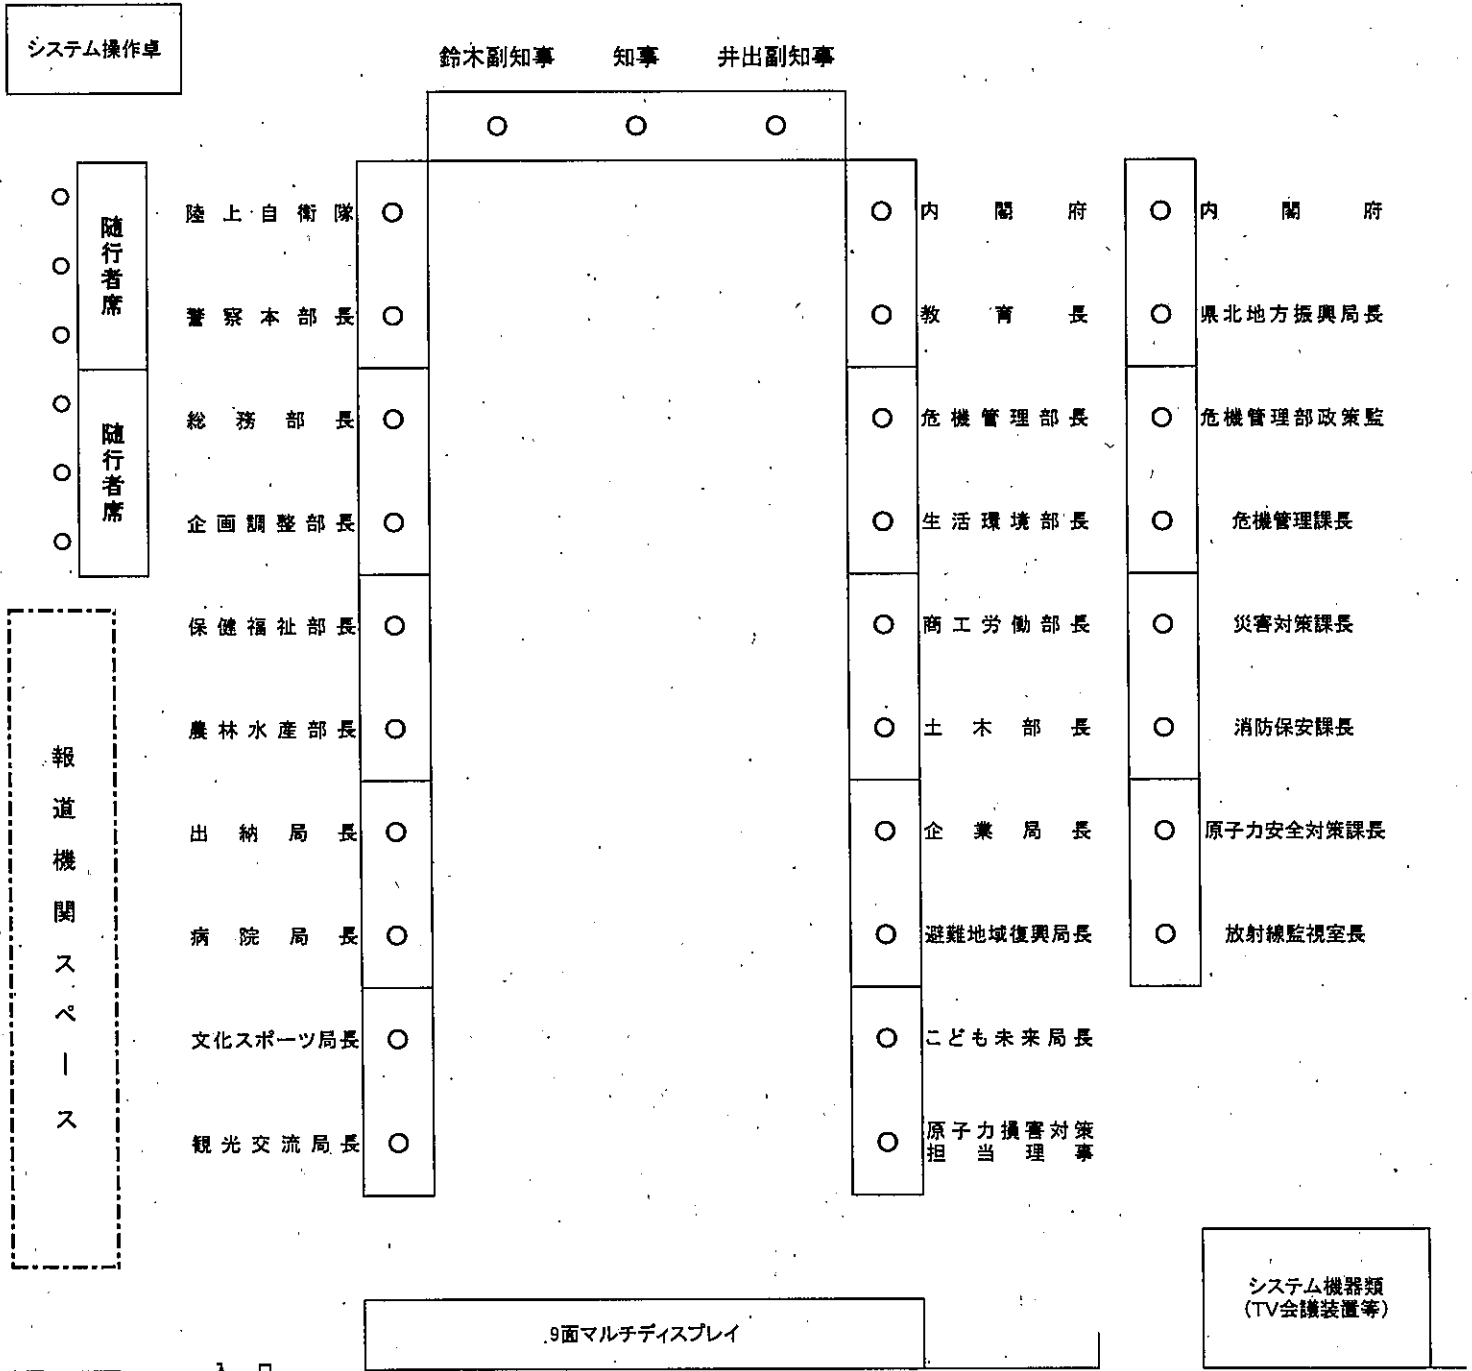 システム操作卓
鈴木副知事 知事 井出副知事
随行者席
随行者席
報道機関スペース
陸上自衛隊
警察本部長
総務部長
企画調整部長
保健福祉部長
農林水産部長
出納局長
病院局長
文化スポーツ局長
観光交流局長
内閣府
教育長
危機管理部長
生活環境部長
商工労働部長
土木部長
企業局長
避難地域復興局長
こども未来局長
原子力損害対策
担当理事
内閣府
県北地方振興局長
危機管理部政策監
危機管理課長
災害対策課長
消防保安課長
原子力安全対策課長
放射線監視室長
システム機器類
(TV会議装置等)
9面マルチディスプレイ
入口